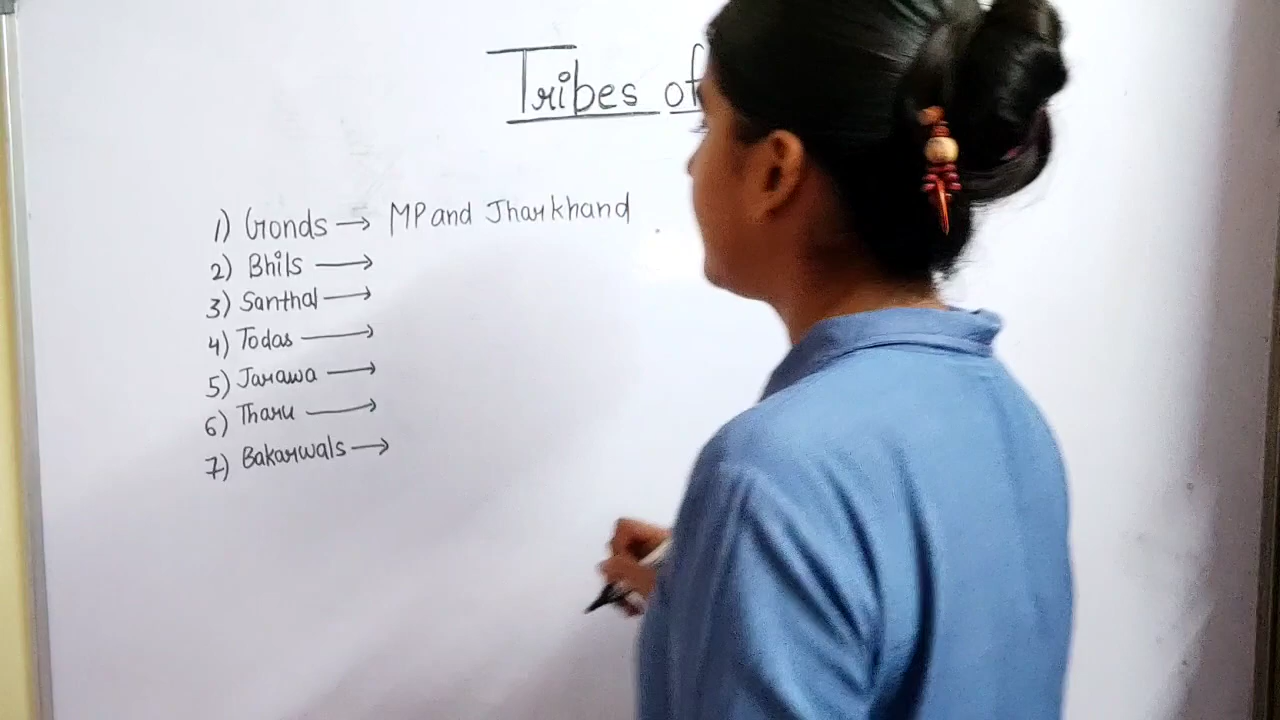 Tribes of
1) Gonds → MP and Jharkhand
2) Bhils →
3) Santhal →
4) Todas →
5) Jarawa →
6) Tharu →
7) Bakarwals →